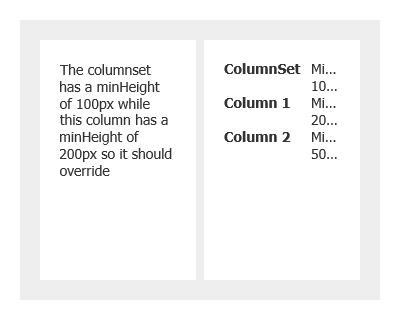 The columnset
has a minHeight
of 100px while
this column has a
minHeight of
200px so it should
override
ColumnSet Mi...
10...
Column 1 Mi...
20...
Column 2 Mi...
50...